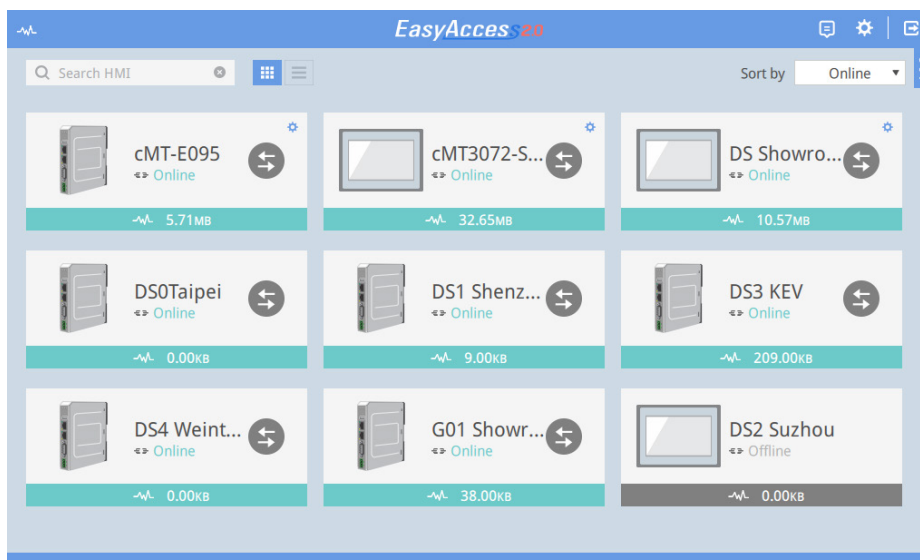 EasyAccess 2.0
Search HMI
Sort by Online
cMT-E095
Online
5.71MB
cMT3072-S...
Online
32.65MB
DS Showro...
Online
10.57MB
DS0Taipei
Online
0.00KB
DS1 Shenz...
Online
9.00KB
DS3 KEV
Online
209.00KB
DS4 Weint...
Online
0.00KB
G01 Showr...
Online
38.00KB
DS2 Suzhou
Offline
0.00KB